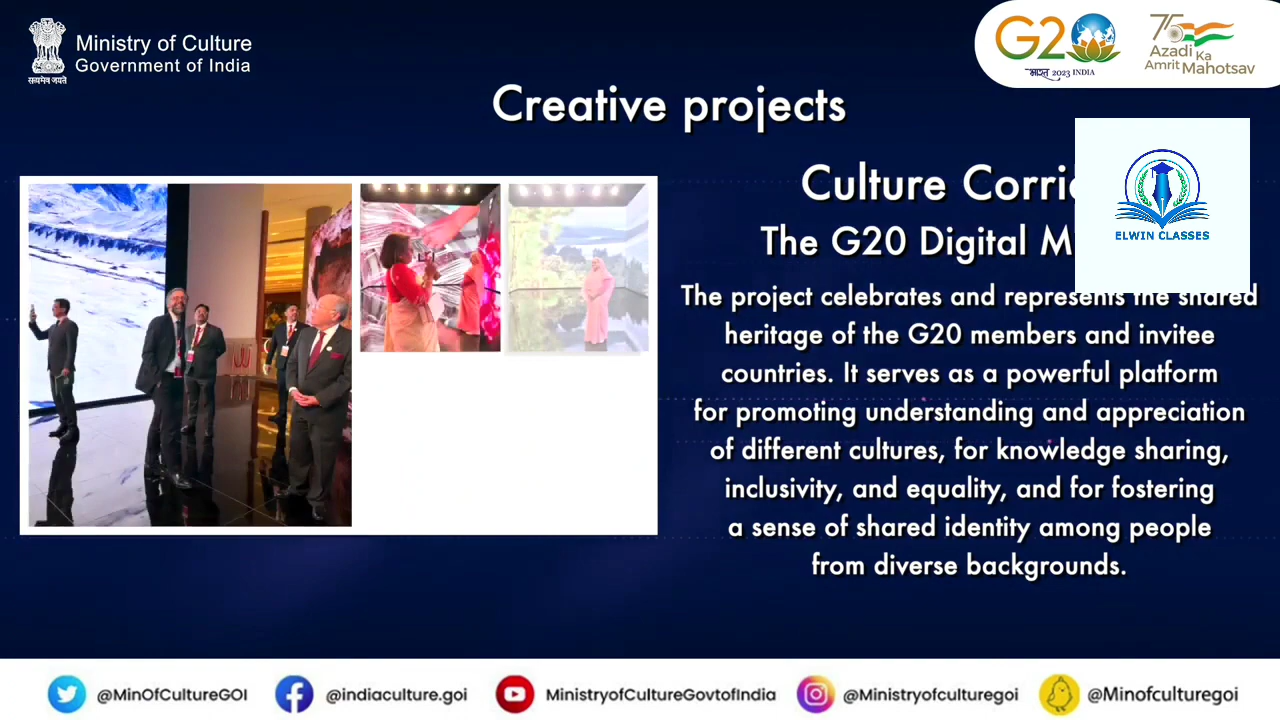 सत्यमेव जयते
Ministry of Culture
Government of India
G20
भारत 2023 INDIA
75
Azadi Ka
Amrit Mahotsav
Creative projects
Culture
ELWIN CLASSES
The G20 Digital
The project celebrates and represents the shared
heritage of the G20 members and invitee
countries. It serves as a powerful platform
for promoting understanding and appreciation
of different cultures, for knowledge sharing,
inclusivity, and equality, and for fostering
a sense of shared identity among people
from diverse backgrounds.
@MinOfCultureGOI
@indiaculture.goi
MinistryofCultureGovtofIndia
@Ministryofculturegoi
@Minofculturegoi